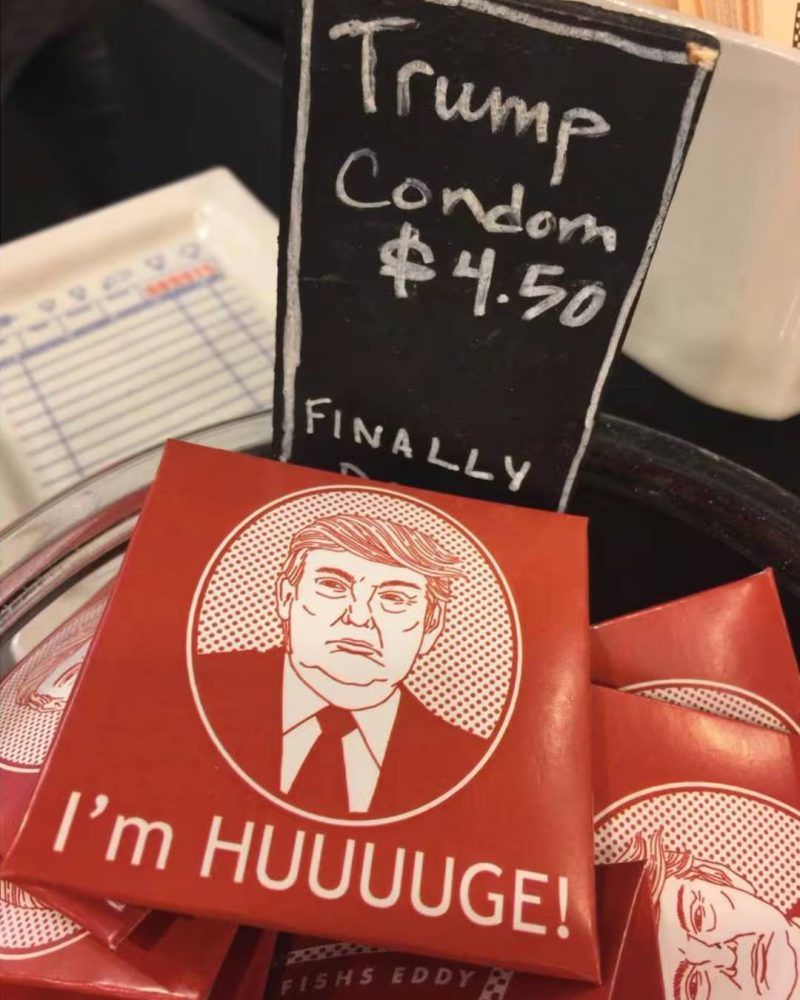 Trump
Condom
$4.50
FINALLY
I'm HUUUUGE!
FISHS EDDY